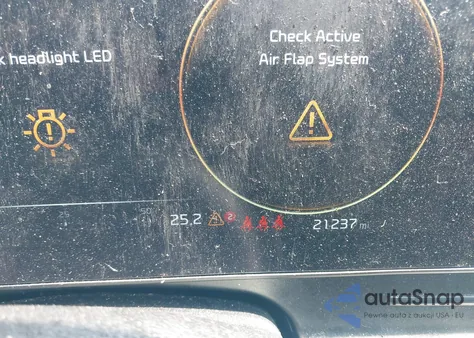 Check Active
Air Flap System
k headlight LED
25.2
21237 mi
autoSnap
Pewne auta z aukcji USA - EU